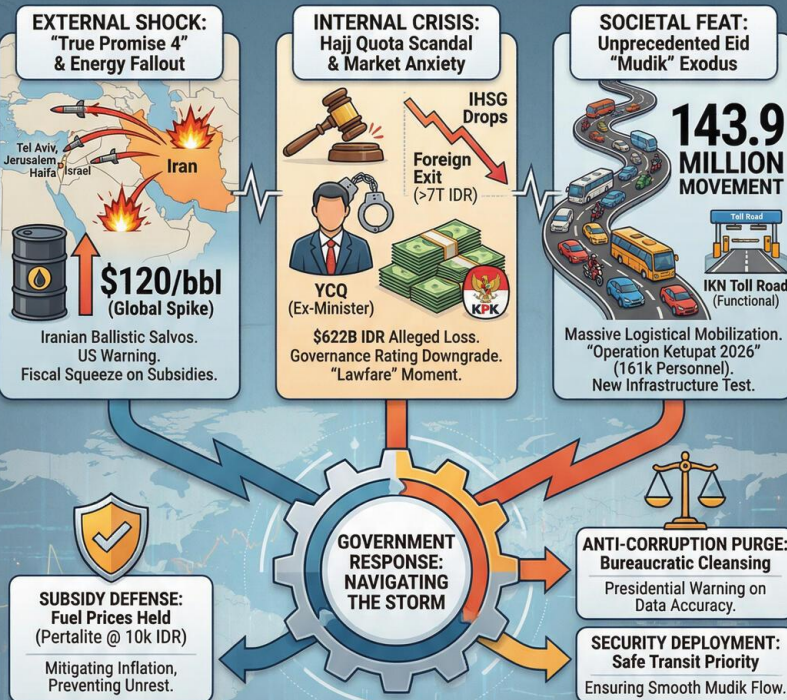 EXTERNAL SHOCK:
"True Promise 4"
& Energy Fallout
Tel Aviv,
Jerusalem
Haifa
Israel
Iran
$120/bbl
(Global Spike)
Iranian Ballistic Salvos.
US Warning.
Fiscal Squeeze on Subsidies.
INTERNAL CRISIS:
Hajj Quota Scandal
& Market Anxiety
IHSG
Drops
Foreign
Exit
(>7T IDR)
YCQ
(Ex-Minister)
KPK
$622B IDR Alleged Loss.
Governance Rating Downgrade.
"Lawfare" Moment.
SOCIETAL FEAT:
Unprecedented Eid
"Mudik" Exodus
143.9
MILLION
MOVEMENT
Toll Road
IKN Toll Road
(Functional)
Massive Logistical Mobilization.
"Operation Ketupat 2026"
(161k Personnel).
New Infrastructure Test.
GOVERNMENT
RESPONSE:
NAVIGATING
THE STORM
SUBSIDY DEFENSE:
Fuel Prices Held
(Pertalite @ 10k IDR)
Mitigating Inflation,
Preventing Unrest.
ANTI-CORRUPTION PURGE:
Bureaucratic Cleansing
Presidential Warning on
Data Accuracy.
SECURITY DEPLOYMENT:
Safe Transit Priority
Ensuring Smooth Mudik Flow.